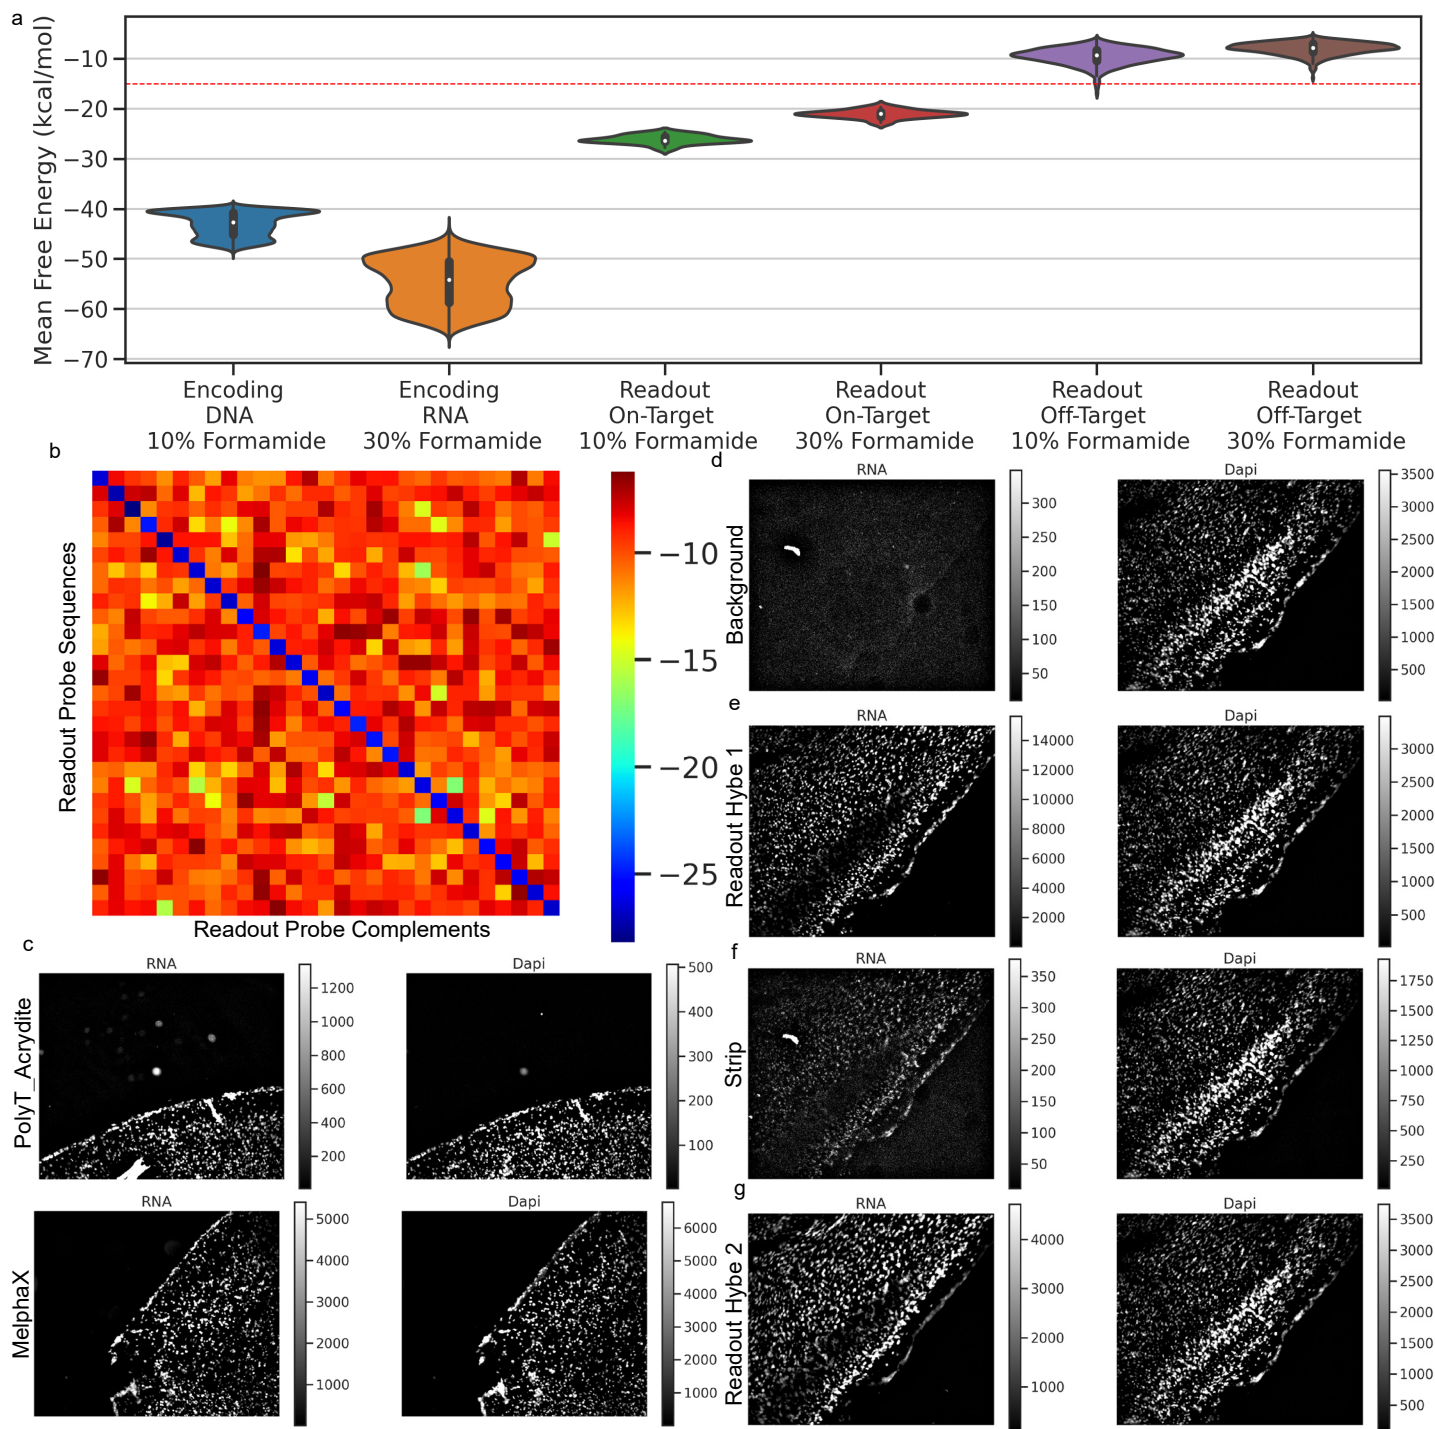 a
Mean Free Energy (kcal/mol)
−10
−20
−30
−40
−50
−60
−70
Encoding
DNA
10% Formamide
Encoding
RNA
30% Formamide
Readout
On-Target
10% Formamide
Readout
On-Target
30% Formamide
Readout
Off-Target
10% Formamide
Readout
Off-Target
30% Formamide
b
Readout Probe Sequences
Readout Probe Complements
−10
−15
−20
−25
c
PolyT_Acrydite
RNA
1200
1000
800
600
400
200
Dapi
500
400
300
200
100
MelphaX
RNA
5000
4000
3000
2000
1000
Dapi
6000
5000
4000
3000
2000
1000
d
Background
RNA
300
250
200
150
100
50
Dapi
3500
3000
2500
2000
1500
1000
500
e
Readout Hybe 1
RNA
14000
12000
10000
8000
6000
4000
2000
Dapi
3000
2500
2000
1500
1000
500
f
Strip
RNA
350
300
250
200
150
100
50
Dapi
1750
1500
1250
1000
750
500
250
g
Readout Hybe 2
RNA
4000
3000
2000
1000
Dapi
3500
3000
2500
2000
1500
1000
500